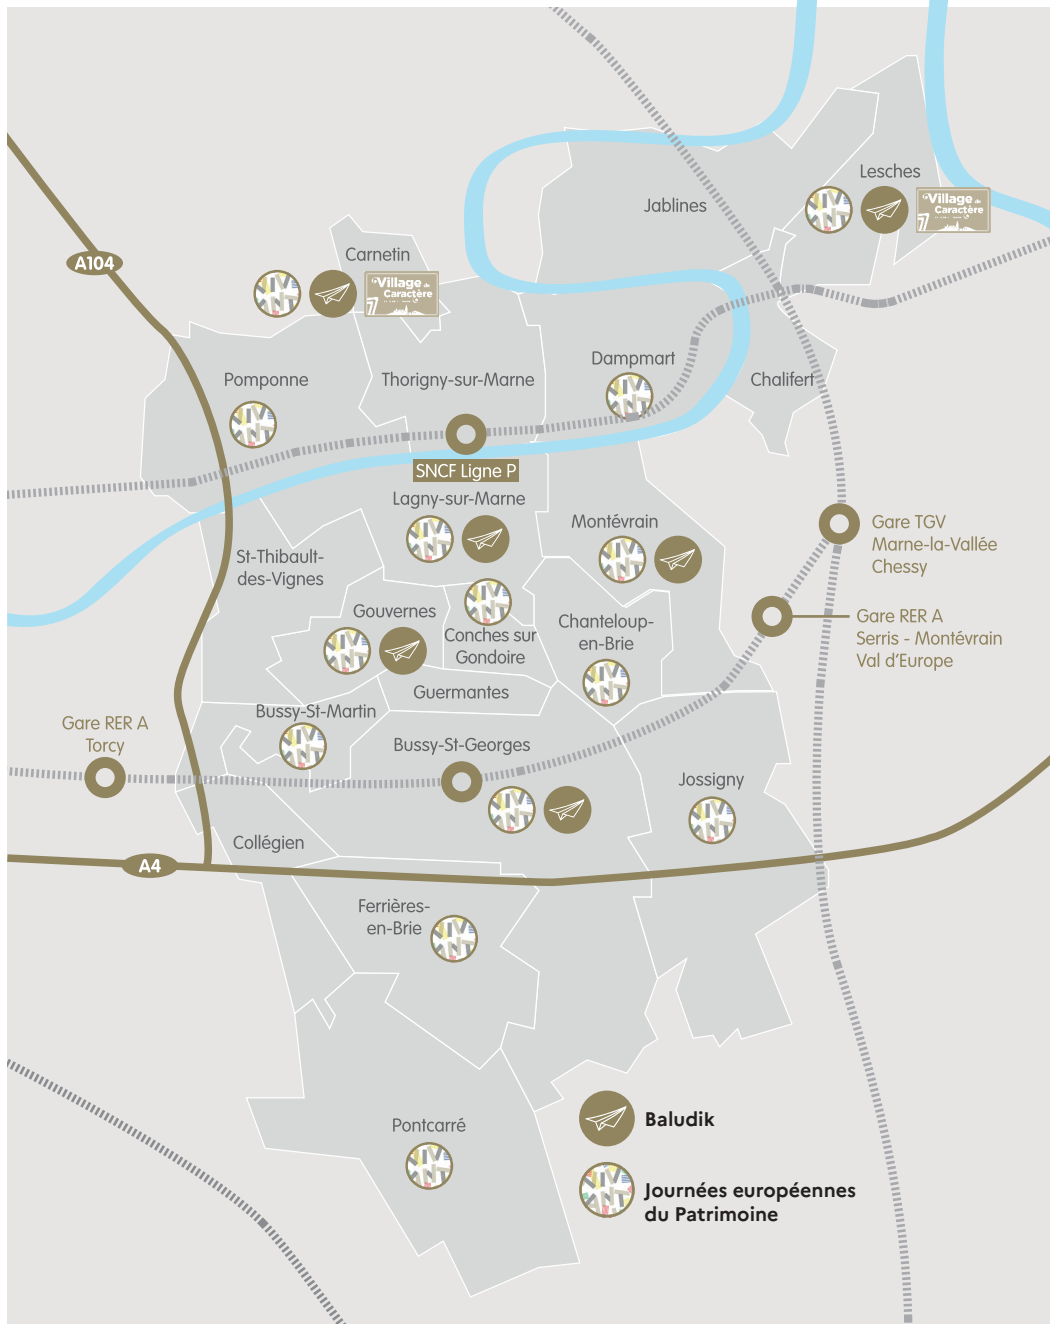 Lesches
Village de
Caractère
77
Jablines
Carnetin
A104
Village de
Caractère
77
Dampmart
Pomponne
Thorigny-sur-Marne
Chalifert
SNCF Ligne P
Lagny-sur-Marne
Montévrain
Gare TGV
Marne-la-Vallée
Chessy
St-Thibault-
des-Vignes
Gouvernes
Conches sur
Gondoire
Chanteloup-
en-Brie
Gare RER A
Serris - Montévrain
Val d'Europe
Guermantes
Bussy-St-Martin
Gare RER A
Torcy
Bussy-St-Georges
Jossigny
Collégien
A4
Ferrières-
en-Brie
Pontcarré
Baludik
Journées européennes
du Patrimoine